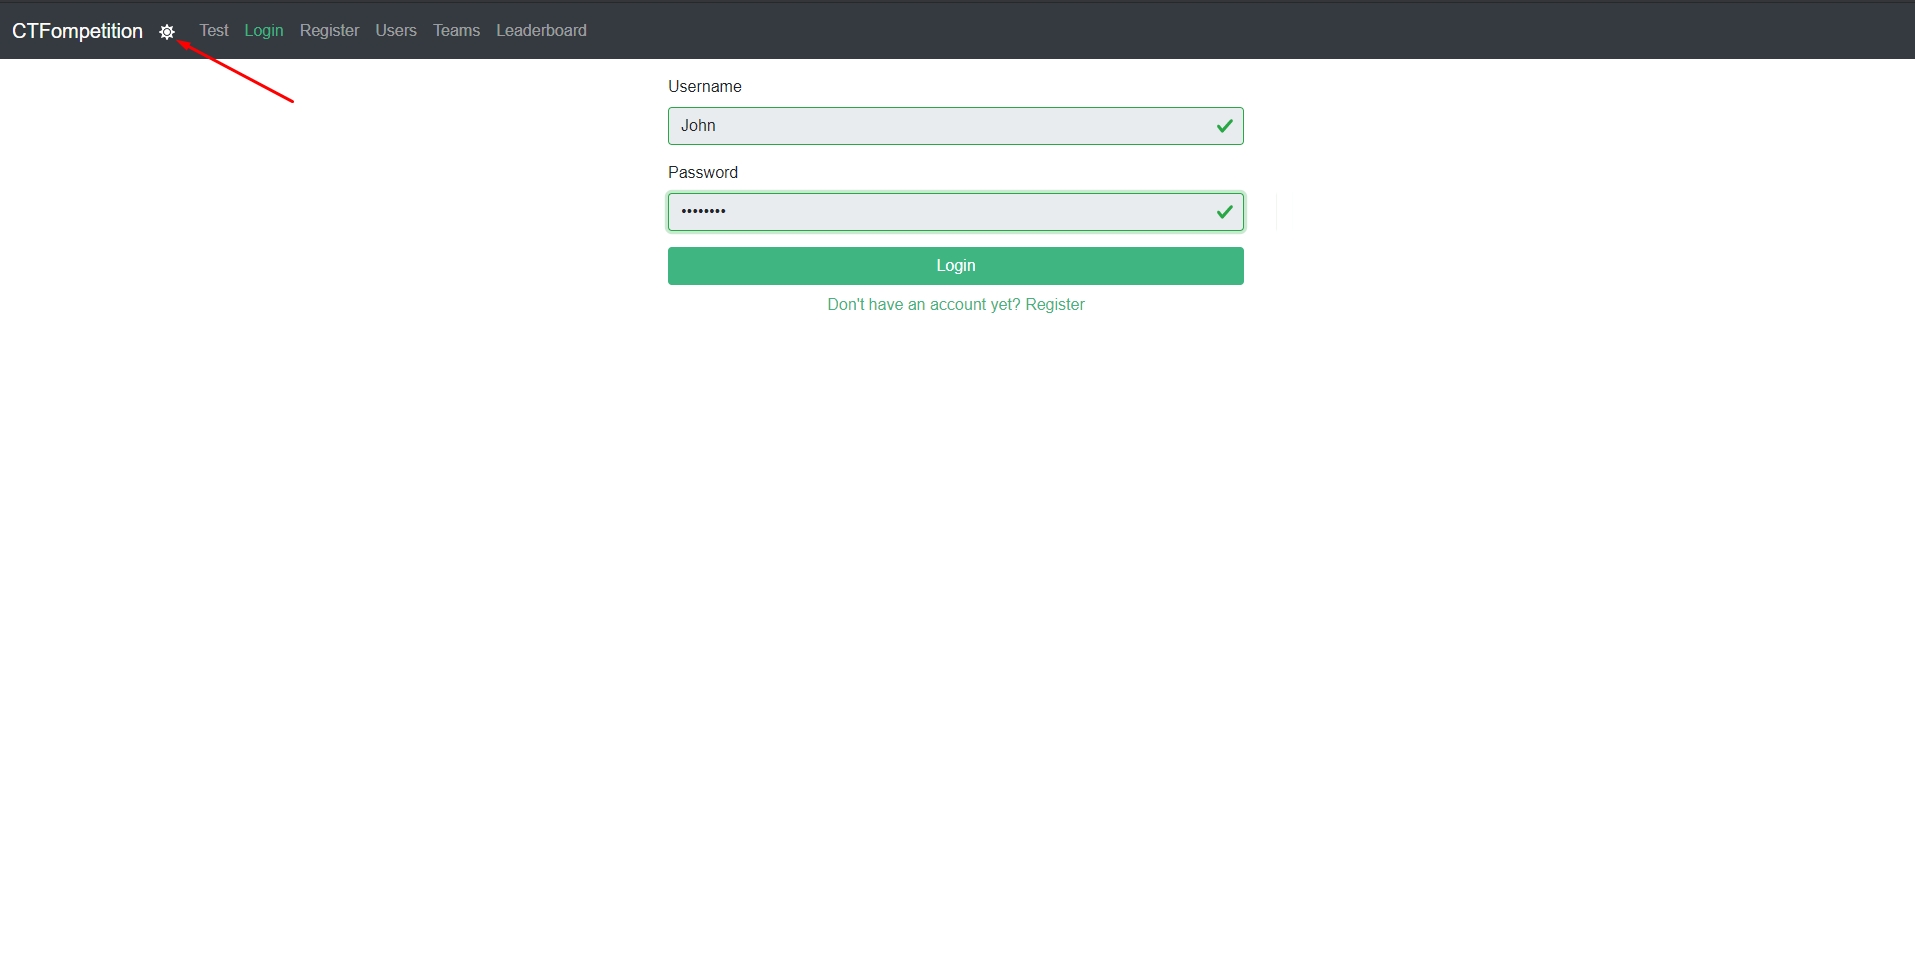 CTFompetition Test Login Register Users Teams Leaderboard
Username
John
Password
••••••••
Login
Don't have an account yet? Register